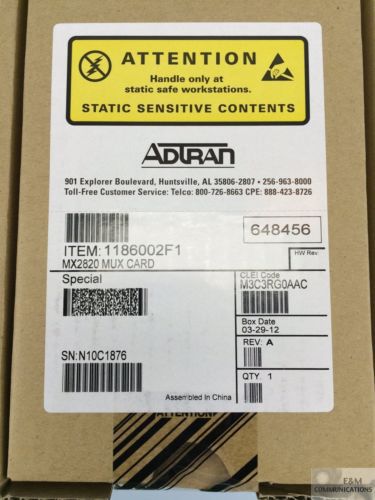 ATTENTION
Handle only at
static safe workstations.
STATIC SENSITIVE CONTENTS
ADTRAN
901 Explorer Boulevard, Huntsville, AL 35806-2807 • 256-963-8000
Toll-Free Customer Service: Telco: 800-726-8663 CPE: 888-423-8726
648456
ITEM:1186002F1
HW Rev:
MX2820 MUX CARD
CLEI Code
M3C3RG0AAC
Special
Box Date
03-29-12
REV: A
SN:N10C1876
QTY. 1
Assembled In China
ATTENTION
E&M
COMMUNICATIONS